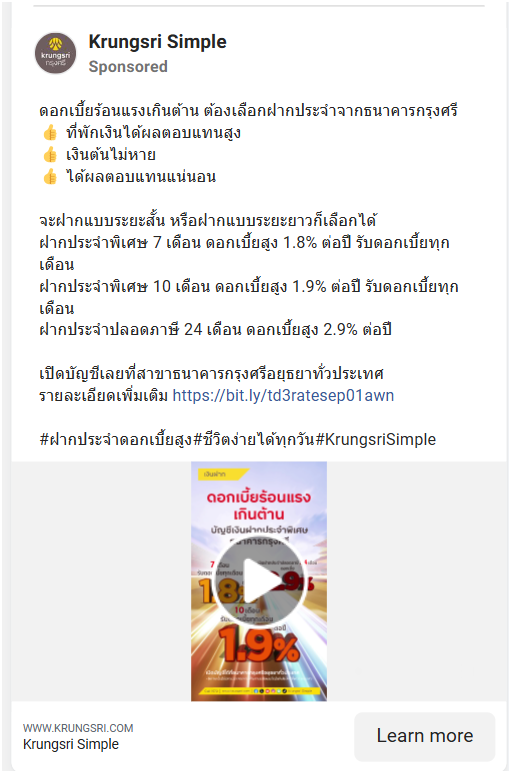 krungsri
กรุงศรี
Krungsri Simple
Sponsored
ดอกเบี้ยร้อนแรงเกินต้าน ต้องเลือกฝากประจำจากธนาคารกรุงศรี
👍 ที่พักเงินได้ผลตอบแทนสูง
👍 เงินต้นไม่หาย
👍 ได้ผลตอบแทนแน่นอน
จะฝากแบบระยะสั้น หรือฝากแบบระยะยาวก็เลือกได้
ฝากประจำพิเศษ 7 เดือน ดอกเบี้ยสูง 1.8% ต่อปี รับดอกเบี้ยทุก
เดือน
ฝากประจำพิเศษ 10 เดือน ดอกเบี้ยสูง 1.9% ต่อปี รับดอกเบี้ยทุก
เดือน
ฝากประจำปลอดภาษี 24 เดือน ดอกเบี้ยสูง 2.9% ต่อปี
เปิดบัญชีเลยที่สาขาธนาคารกรุงศรีอยุธยาทั่วประเทศ
รายละเอียดเพิ่มเติม https://bit.ly/td3ratesep01awn
#ฝากประจำดอกเบี้ยสูง#ชีวิตง่ายได้ทุกวัน#KrungsriSimple
เงินฝาก
ดอกเบี้ยร้อนแรง
เกินต้าน
บัญชีเงินฝากประจำพิเศษ
7 เดือน
10 เดือน
1.9%
WWW.KRUNGSRI.COM
Krungsri Simple
Learn more